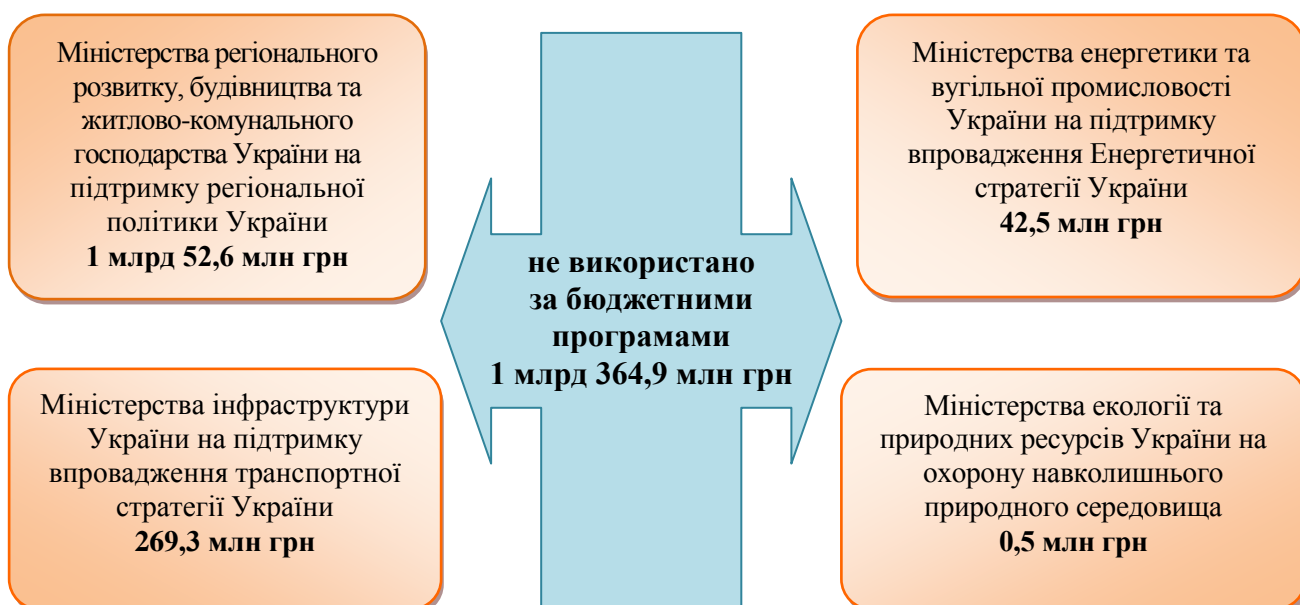 Міністерства регіонального
розвитку, будівництва та
житлово-комунального
господарства України на
підтримку регіональної
політики України
1 млрд 52,6 млн грн
Міністерства енергетики та
вугільної промисловості
України на підтримку
впровадження Енергетичної
стратегії України
42,5 млн грн
не використано
за бюджетними
програмами
1 млрд 364,9 млн грн
Міністерства інфраструктури
України на підтримку
впровадження транспортної
стратегії України
269,3 млн грн
Міністерства екології та
природних ресурсів України на
охорону навколишнього
природного середовища
0,5 млн грн